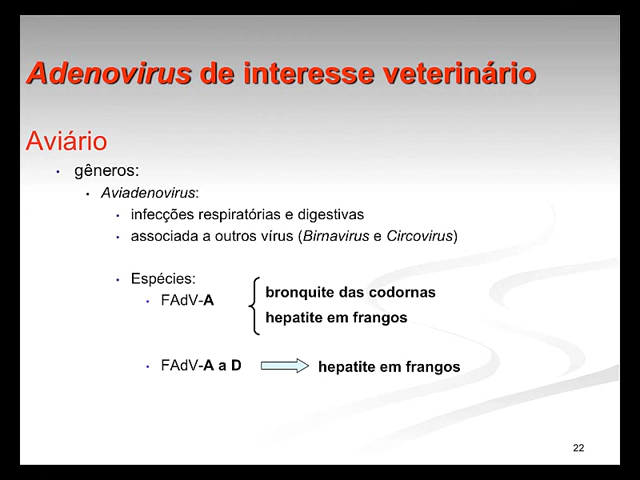 Adenovirus de interesse veterinário
Aviário
• gêneros:
• Aviadenovirus:
• infecções respiratórias e digestivas
• associada a outros vírus (Birnavirus e Circovirus)
• Espécies:
• FAdV-A
bronquite das codornas
hepatite em frangos
• FAdV-A a D hepatite em frangos
22